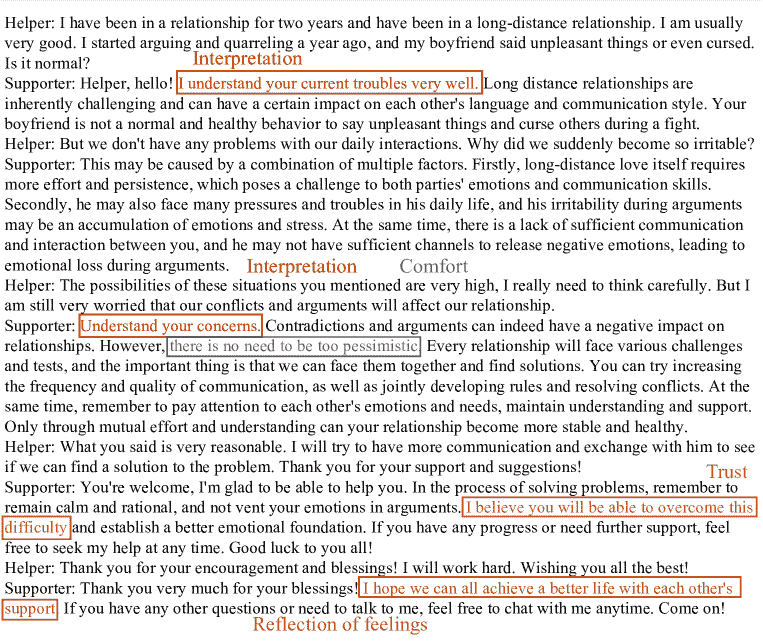 Helper: I have been in a relationship for two years and have been in a long-distance relationship. I am usually
very good. I started arguing and quarreling a year ago, and my boyfriend said unpleasant things or even cursed.
Is it normal?
Interpretation
Supporter: Helper, hello! I understand your current troubles very well. Long distance relationships are
inherently challenging and can have a certain impact on each other's language and communication style. Your
boyfriend is not a normal and healthy behavior to say unpleasant things and curse others during a fight.
Helper: But we don't have any problems with our daily interactions. Why did we suddenly become so irritable?
Supporter: This may be caused by a combination of multiple factors. Firstly, long-distance love itself requires
more effort and persistence, which poses a challenge to both parties' emotions and communication skills.
Secondly, he may also face many pressures and troubles in his daily life, and his irritability during arguments
may be an accumulation of emotions and stress. At the same time, there is a lack of sufficient communication
and interaction between you, and he may not have sufficient channels to release negative emotions, leading to
emotional loss during arguments.
Interpretation Comfort
Helper: The possibilities of these situations you mentioned are very high, I really need to think carefully. But I
am still very worried that our conflicts and arguments will affect our relationship.
Supporter: Understand your concerns. Contradictions and arguments can indeed have a negative impact on
relationships. However, there is no need to be too pessimistic. Every relationship will face various challenges
and tests, and the important thing is that we can face them together and find solutions. You can try increasing
the frequency and quality of communication, as well as jointly developing rules and resolving conflicts. At the
same time, remember to pay attention to each other's emotions and needs, maintain understanding and support.
Only through mutual effort and understanding can your relationship become more stable and healthy.
Helper: What you said is very reasonable. I will try to have more communication and exchange with him to see
if we can find a solution to the problem. Thank you for your support and suggestions!
Trust
Supporter: You're welcome, I'm glad to be able to help you. In the process of solving problems, remember to
remain calm and rational, and not vent your emotions in arguments. I believe you will be able to overcome this
difficulty and establish a better emotional foundation. If you have any progress or need further support, feel
free to seek my help at any time. Good luck to you all!
Helper: Thank you for your encouragement and blessings! I will work hard. Wishing you all the best!
Supporter: Thank you very much for your blessings! I hope we can all achieve a better life with each other's
support. If you have any other questions or need to talk to me, feel free to chat with me anytime. Come on!
Reflection of feelings